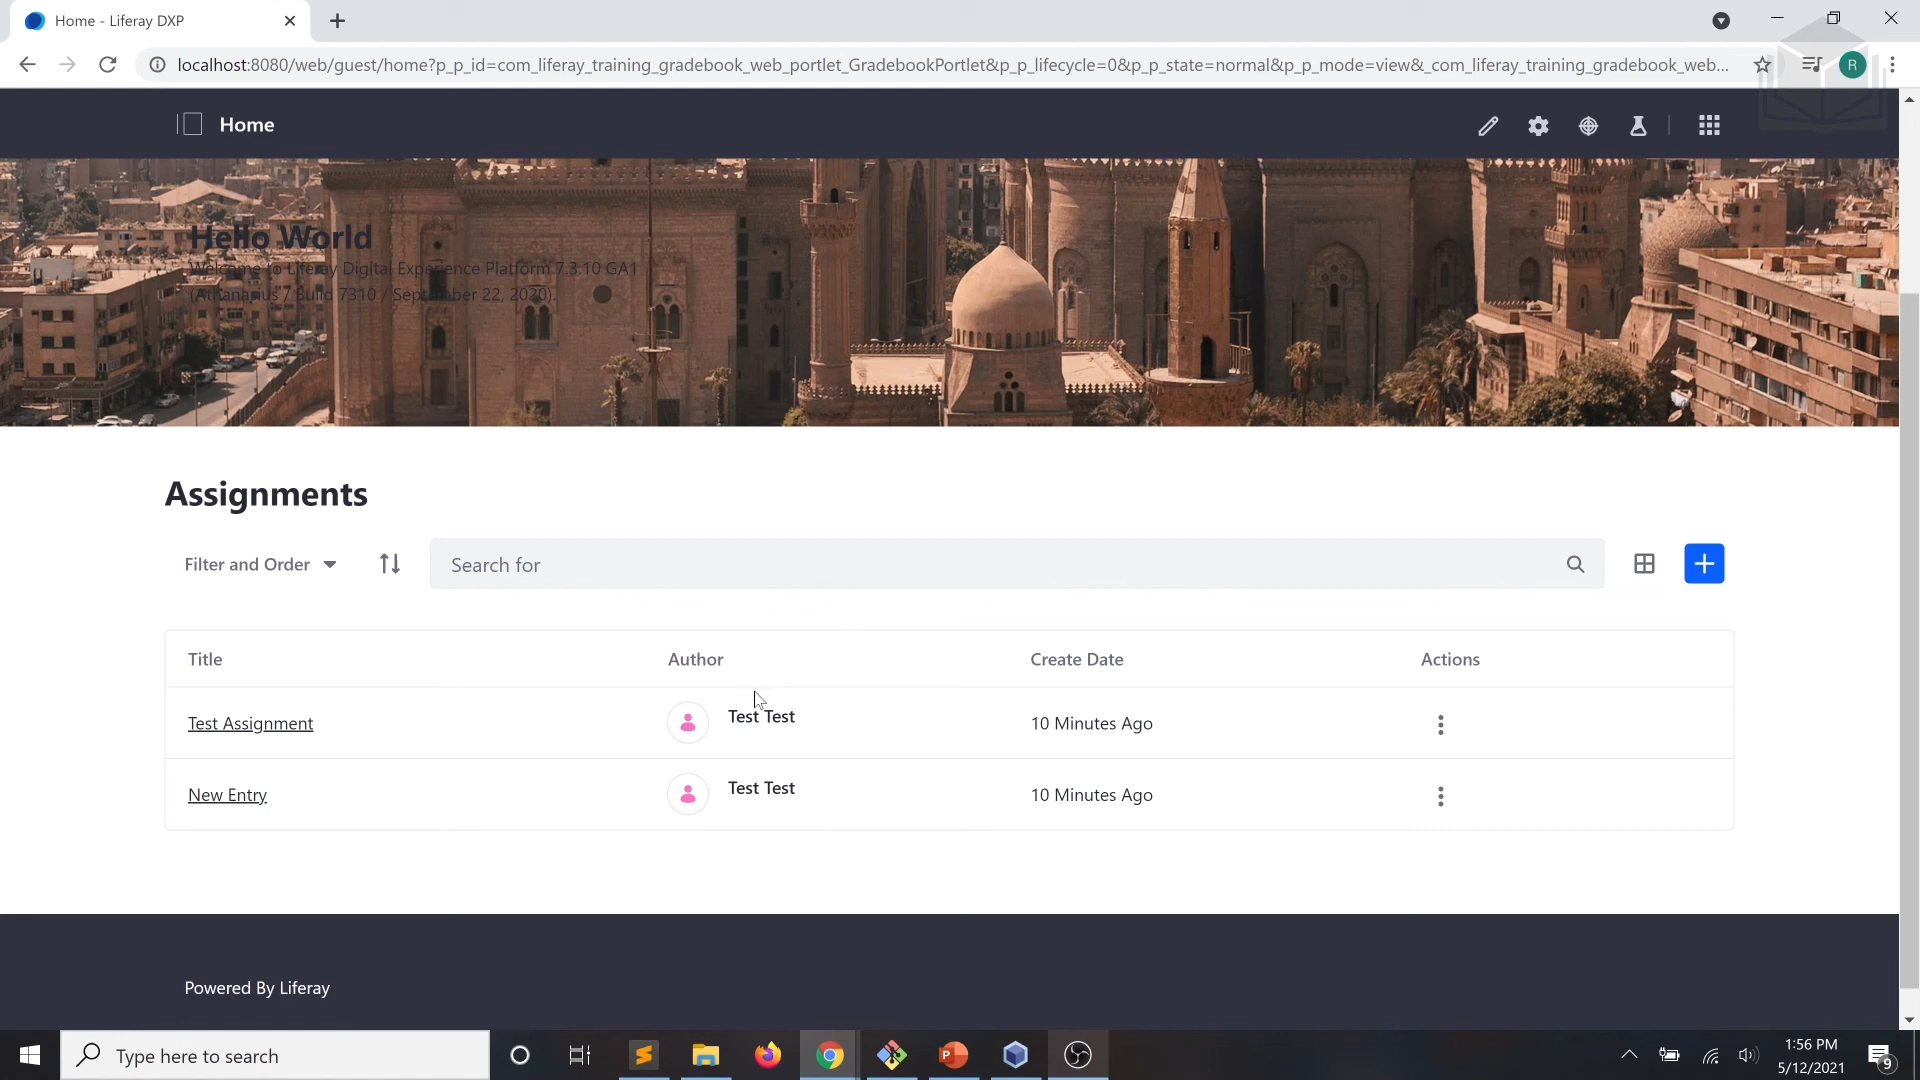 Home - Liferay DXP
localhost:8080/web/guest/home?p_p_id=com_liferay_training_gradebook_web_portlet_GradebookPortlet&p_p_lifecycle=0&p_p_state=normal&p_p_mode=view&_com_liferay_training_gradebook_web...
R
Home
Hello World
Welcome to Liferay Digital Experience Platform 7.3.10 GA1
(Athanasius / Build 7310 / September 22, 2020).
Assignments
Filter and Order
Search for
Title Author Create Date Actions
Test Assignment Test Test 10 Minutes Ago
New Entry Test Test 10 Minutes Ago
Powered By Liferay
Type here to search
1:56 PM
5/12/2021
9